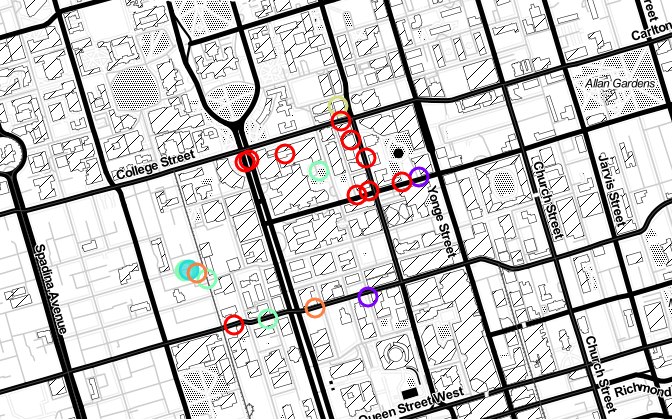 Street
Carlton
Allan Gardens
College Street
Church Street
Jarvis Street
Yonge Street
Spadina Avenue
Church Street
Richmond
Queen Street West